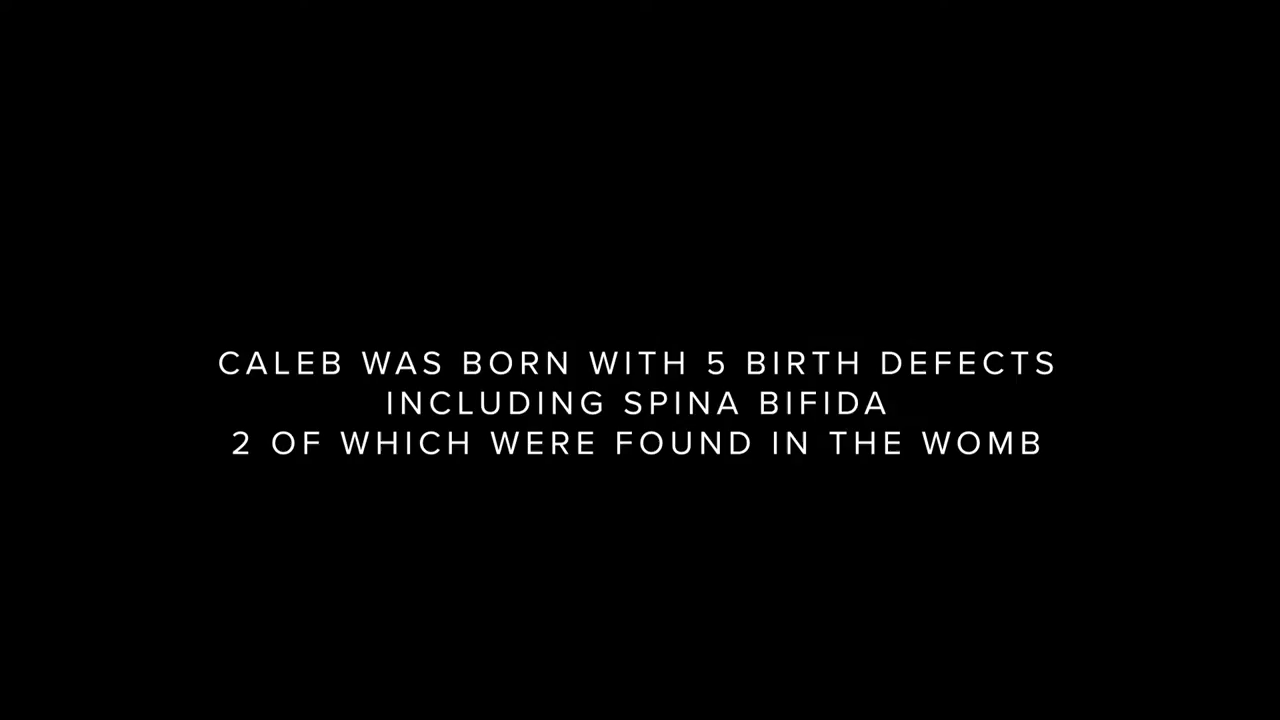 CALEB WAS BORN WITH 5 BIRTH DEFECTS
INCLUDING SPINA BIFIDA
2 OF WHICH WERE FOUND IN THE WOMB